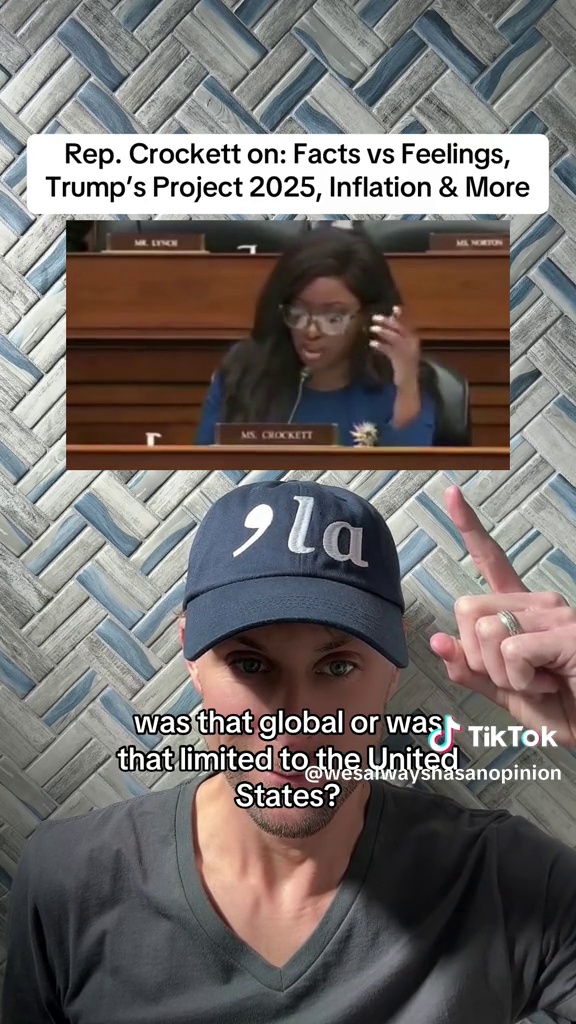 Rep. Crockett on: Facts vs Feelings,
Trump's Project 2025, Inflation & More
MR. LYNCH
MS. NORTON
MS. CROCKETT
,la
was that global or was
that limited to the United
States?
TikTok
@wesalwayshasanopinion